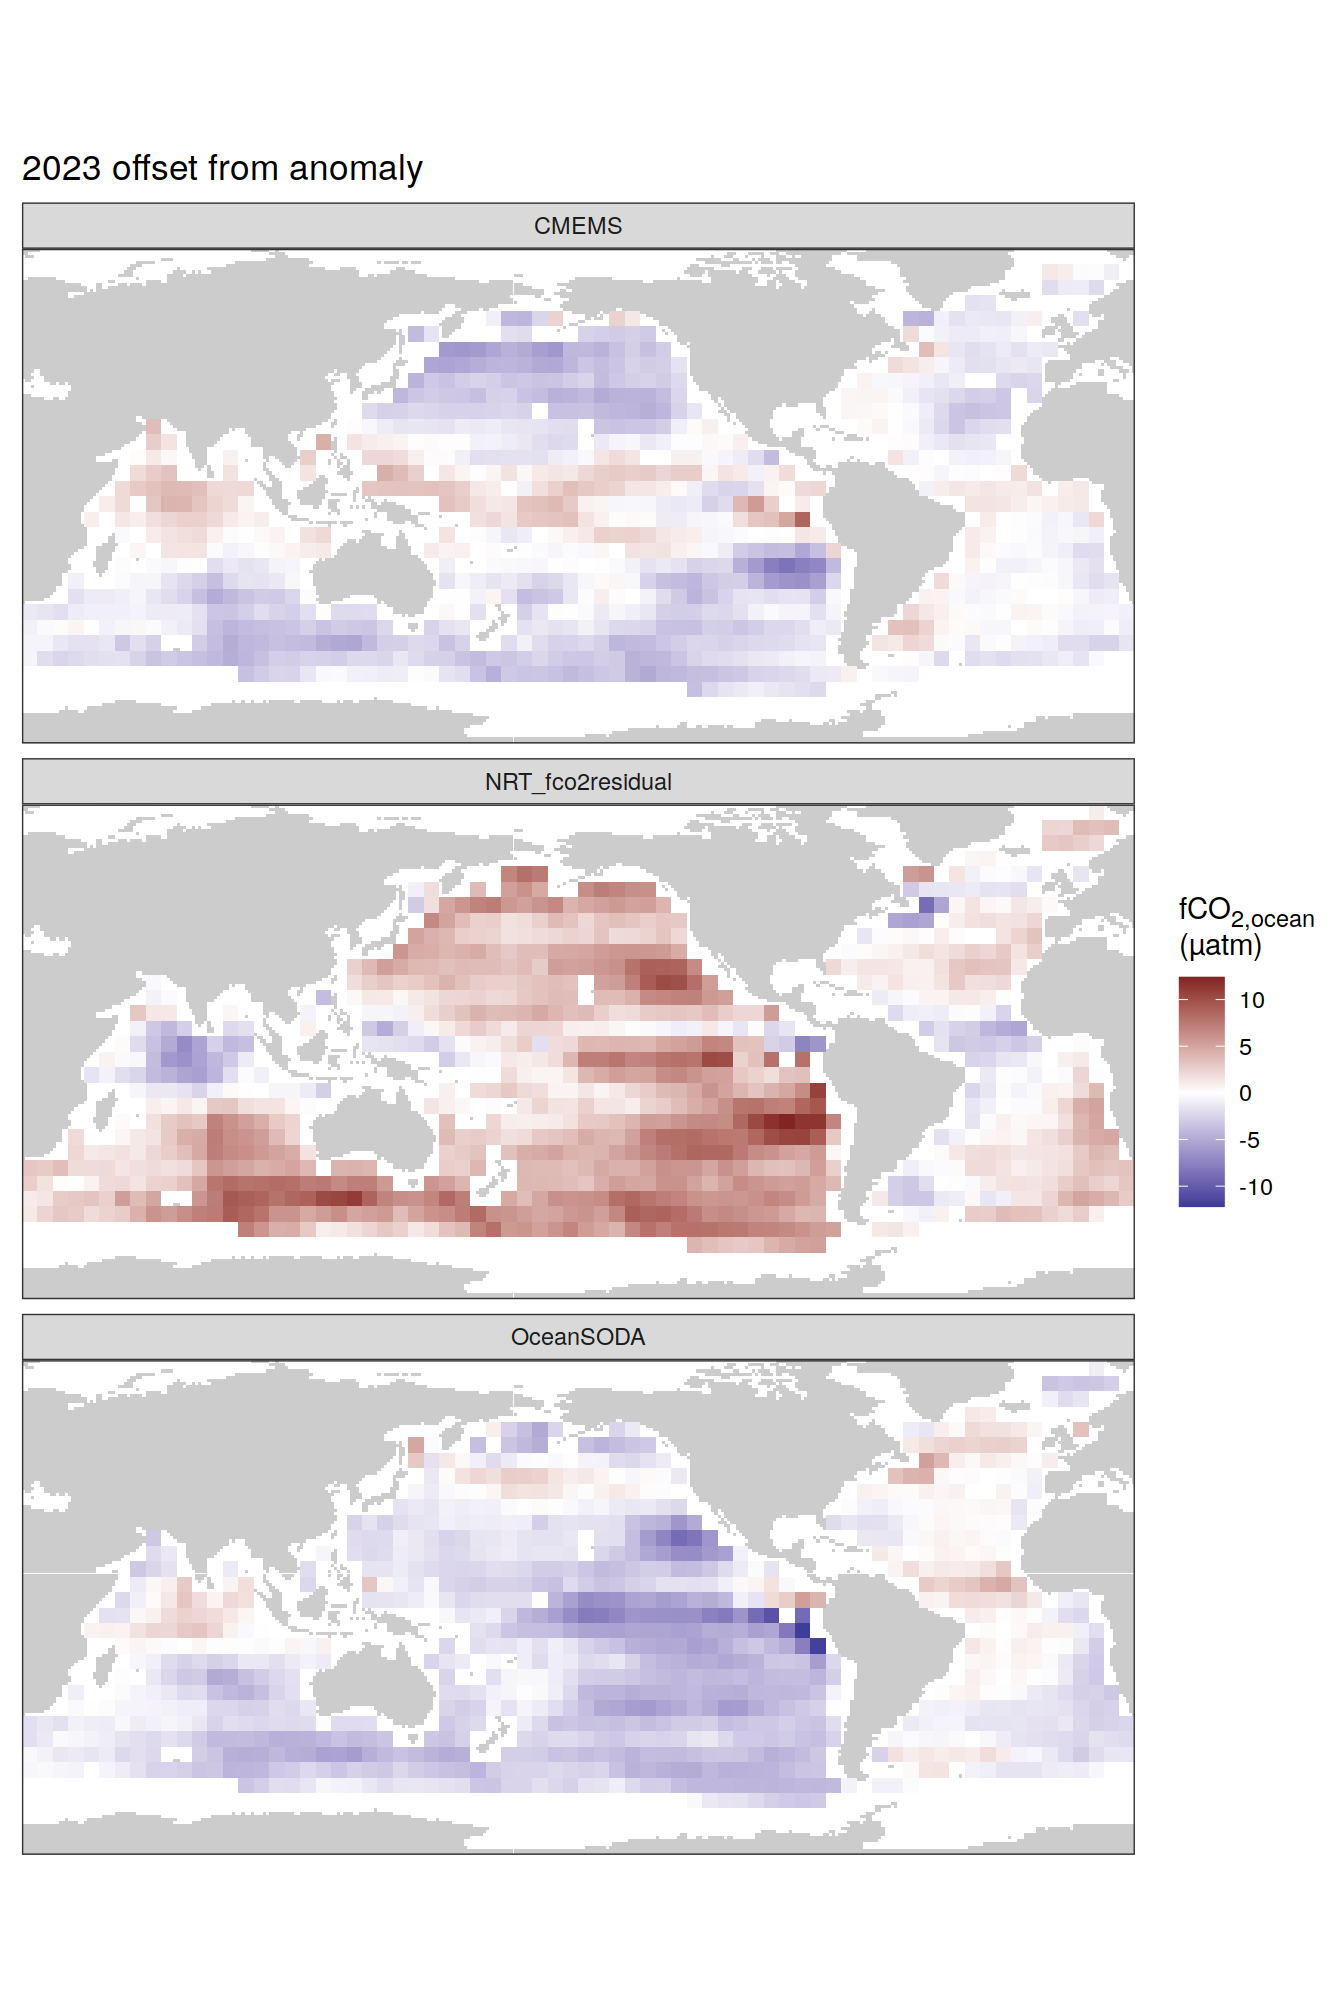 2023 offset from anomaly
CMEMS
NRT_fco2residual
fCO2,ocean
(µatm)
10
5
0
-5
-10
OceanSODA